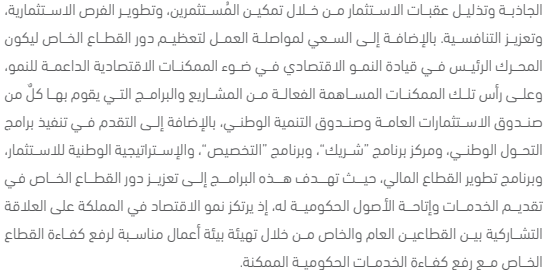 الجاذبة وتذليل عقبات الاستثمار من خلال تمكين المُستثمرين، وتطوير الفرص الاستثمارية،
وتعزيز التنافسية. بالإضافة إلى السعي لمواصلة العمل لتعظيم دور القطاع الخاص ليكون
المحرك الرئيس في قيادة النمو الاقتصادي في ضوء الممكنات الاقتصادية الداعمة للنمو،
وعلى رأس تلك الممكنات المساهمة الفعالة من المشاريع والبرامج التي يقوم بها كلٌ من
صندوق الاستثمارات العامة وصندوق التنمية الوطني، بالإضافة إلى التقدم في تنفيذ برامج
التحول الوطني، ومركز برنامج "شريك"، وبرنامج "التخصيص"، والإستراتيجية الوطنية للاستثمار،
وبرنامج تطوير القطاع المالي، حيث تهدف هذه البرامج إلى تعزيز دور القطاع الخاص في
تقديم الخدمات وإتاحة الأصول الحكومية له، إذ يرتكز نمو الاقتصاد في المملكة على العلاقة
التشاركية بين القطاعين العام والخاص من خلال تهيئة بيئة أعمال مناسبة لرفع كفاءة القطاع
الخاص مع رفع كفاءة الخدمات الحكومية الممكنة.